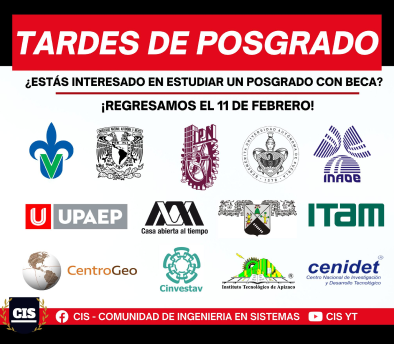 TARDES DE POSGRADO
¿ESTÁS INTERESADO EN ESTUDIAR UN POSGRADO CON BECA?
¡REGRESAMOS EL 11 DE FEBRERO!
IPN
INAOE
U UPAEP
Casa abierta al tiempo
ITAM
CentroGeo
Cinvestav
Instituto Tecnológico de Apizaco
cenidet
Centro Nacional de Investigación
y Desarrollo Tecnológico
CIS
CIS - COMUNIDAD DE INGENIERIA EN SISTEMAS
CIS YT